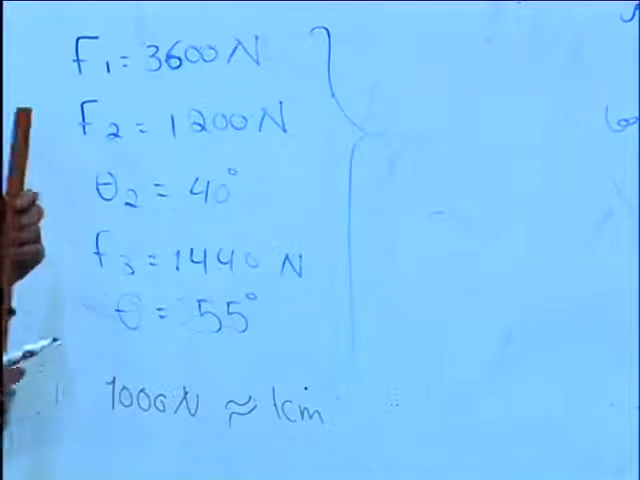 F₁ = 3600 N
F₂ = 1200 N
θ₂ = 40°
F₃ = 1440 N
θ = 55°
1000 N ≈ 1cm